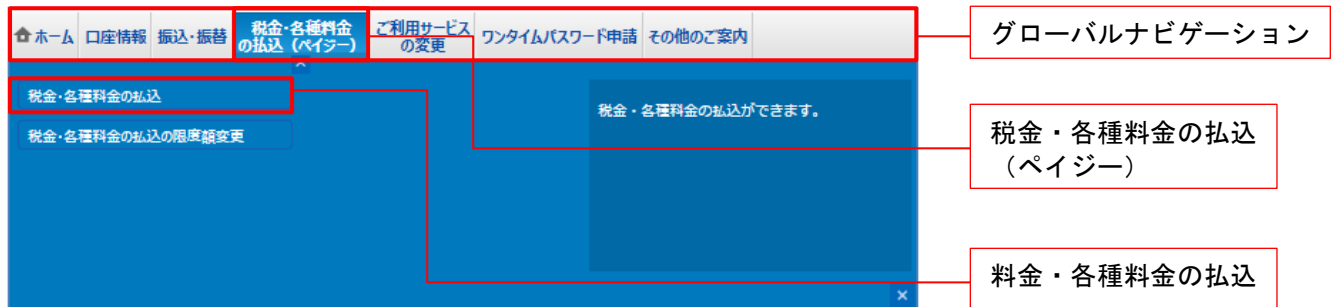 ホーム 口座情報 振込・振替 税金・各種料金 の払込（ペイジー） ご利用サービス の変更 ワンタイムパスワード申請 その他のご案内
グローバルナビゲーション
税金・各種料金の払込
税金・各種料金の払込ができます。
税金・各種料金の払込の限度額変更
税金・各種料金の払込
（ペイジー）
料金・各種料金の払込